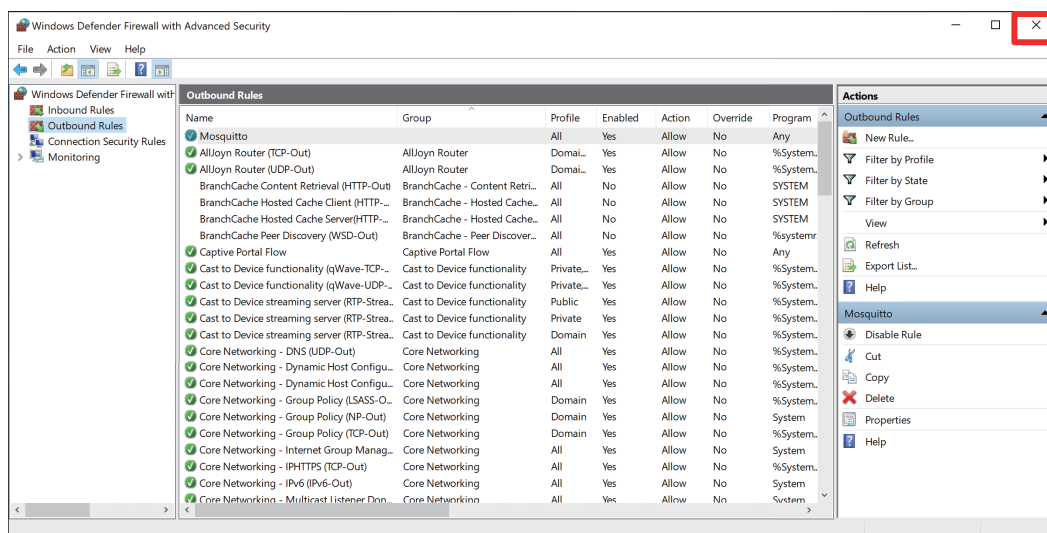 Windows Defender Firewall with Advanced Security
File Action View Help
Windows Defender Firewall with
Inbound Rules
Outbound Rules
Connection Security Rules
Monitoring
Outbound Rules
Name Group Profile Enabled Action Override Program
Mosquitto All Yes Allow No Any
AllJoyn Router (TCP-Out) AllJoyn Router Domai... Yes Allow No %System...
AllJoyn Router (UDP-Out) AllJoyn Router Domai... Yes Allow No %System...
BranchCache Content Retrieval (HTTP-Out) BranchCache - Content Retri... All No Allow No SYSTEM
BranchCache Hosted Cache Client (HTTP-... BranchCache - Hosted Cache... All No Allow No SYSTEM
BranchCache Hosted Cache Server(HTTP-... BranchCache - Hosted Cache... All No Allow No SYSTEM
BranchCache Peer Discovery (WSD-Out) BranchCache - Peer Discover... All No Allow No %systemr
Captive Portal Flow Captive Portal Flow All Yes Allow No Any
Cast to Device functionality (qWave-TCP-... Cast to Device functionality Private,... Yes Allow No %System...
Cast to Device functionality (qWave-UDP-... Cast to Device functionality Private,... Yes Allow No %System...
Cast to Device streaming server (RTP-Strea... Cast to Device functionality Public Yes Allow No %System...
Cast to Device streaming server (RTP-Strea... Cast to Device functionality Private Yes Allow No %System...
Cast to Device streaming server (RTP-Strea... Cast to Device functionality Domain Yes Allow No %System...
Core Networking - DNS (UDP-Out) Core Networking All Yes Allow No %System...
Core Networking - Dynamic Host Configu... Core Networking All Yes Allow No %System...
Core Networking - Dynamic Host Configu... Core Networking All Yes Allow No %System...
Core Networking - Group Policy (LSASS-O... Core Networking Domain Yes Allow No %System...
Core Networking - Group Policy (NP-Out) Core Networking Domain Yes Allow No System
Core Networking - Group Policy (TCP-Out) Core Networking Domain Yes Allow No %System...
Core Networking - Internet Group Manag... Core Networking All Yes Allow No System
Core Networking - IPHTTPS (TCP-Out) Core Networking All Yes Allow No %System...
Core Networking - IPv6 (IPv6-Out) Core Networking All Yes Allow No System
Core Networking - Multicast Listener Don... Core Networking All Yes Allow No System
Actions
Outbound Rules
New Rule...
Filter by Profile
Filter by State
Filter by Group
View
Refresh
Export List...
Help
Mosquitto
Disable Rule
Cut
Copy
Delete
Properties
Help